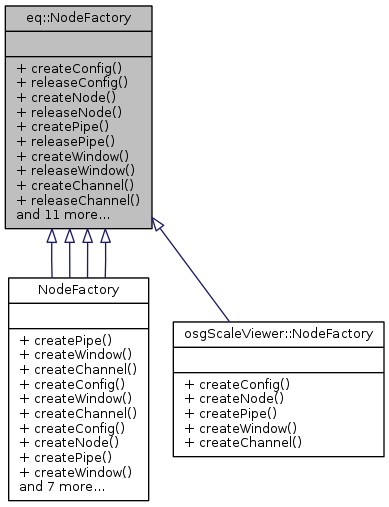 eq::NodeFactory
+ createConfig()
+ releaseConfig()
+ createNode()
+ releaseNode()
+ createPipe()
+ releasePipe()
+ createWindow()
+ releaseWindow()
+ createChannel()
+ releaseChannel()
and 11 more...
NodeFactory
+ createPipe()
+ createWindow()
+ createChannel()
+ createConfig()
+ createWindow()
+ createChannel()
+ createConfig()
+ createNode()
+ createPipe()
+ createWindow()
and 7 more...
osgScaleViewer::NodeFactory
+ createConfig()
+ createNode()
+ createPipe()
+ createWindow()
+ createChannel()